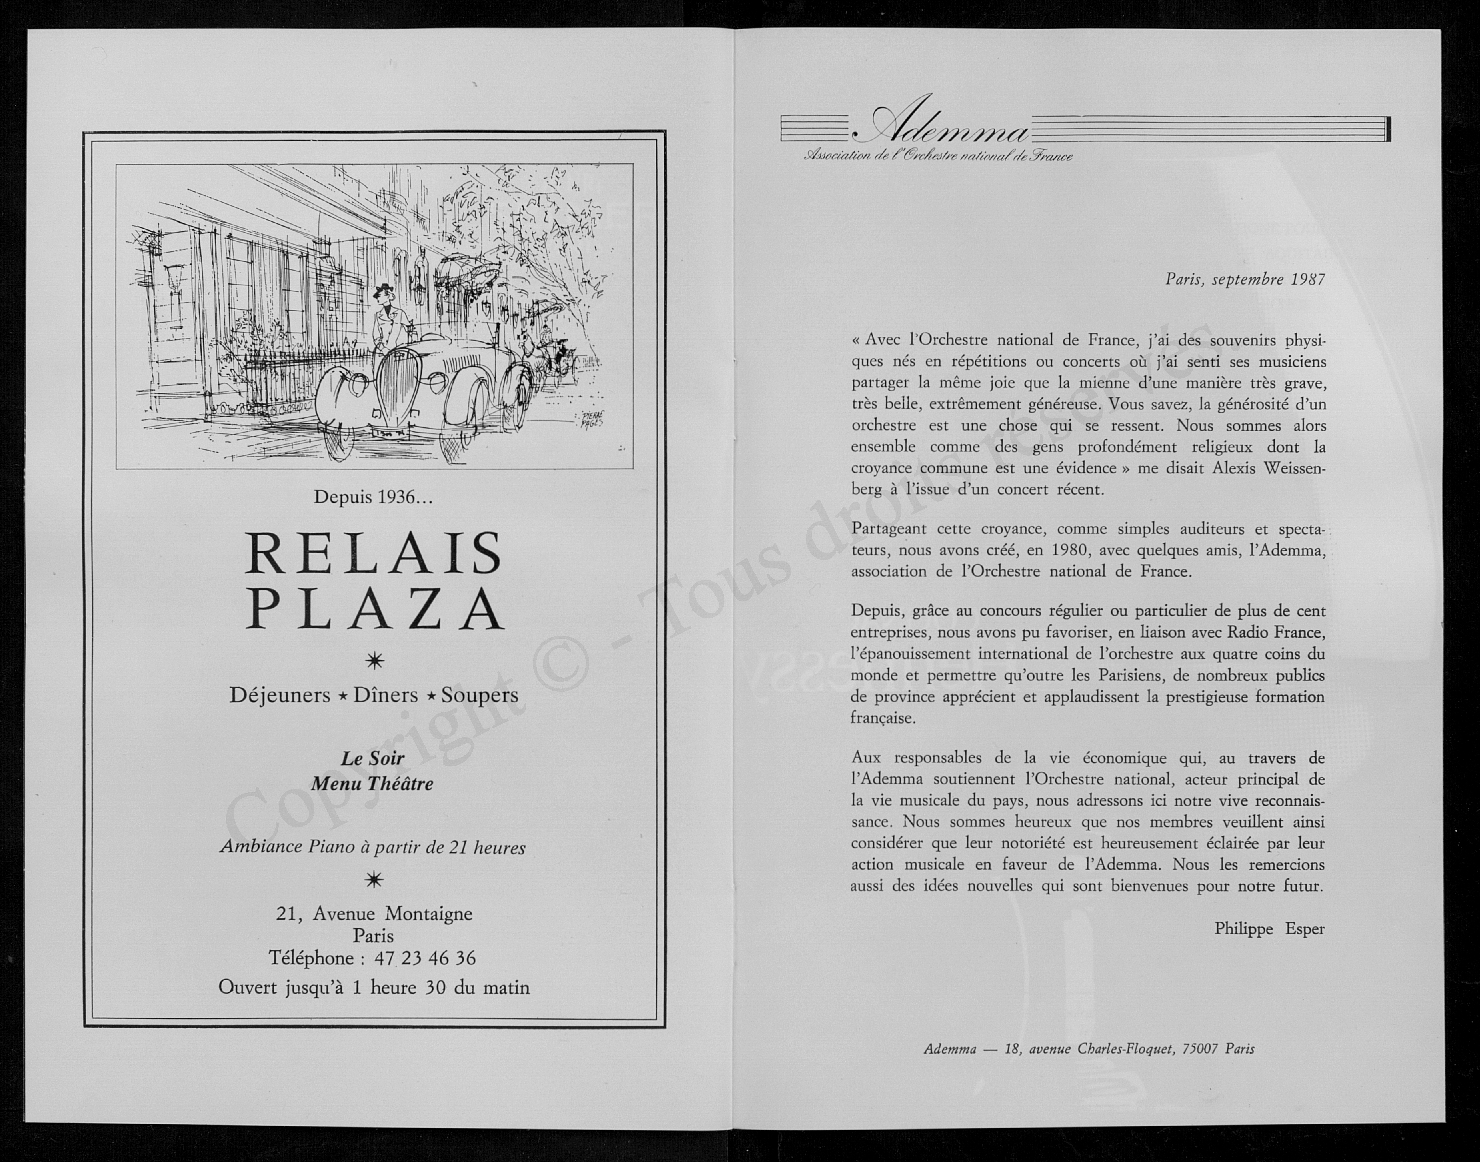 PIERRE
PAGES
Depuis 1936...
RELAIS
PLAZA
Déjeuners ★ Dîners ★ Soupers
Le Soir
Menu Théâtre
Ambiance Piano à partir de 21 heures
21, Avenue Montaigne
Paris
Téléphone : 47 23 46 36
Ouvert jusqu'à 1 heure 30 du matin
Ademma
Association de l'Orchestre national de France
Paris, septembre 1987
« Avec l'Orchestre national de France, j'ai des souvenirs physi-
ques nés en répétitions ou concerts où j'ai senti ses musiciens
partager la même joie que la mienne d'une manière très grave,
très belle, extrêmement généreuse. Vous savez, la générosité d'un
orchestre est une chose qui se ressent. Nous sommes alors
ensemble comme des gens profondément religieux dont la
croyance commune est une évidence » me disait Alexis Weissen-
berg à l'issue d'un concert récent.
Partageant cette croyance, comme simples auditeurs et specta-
teurs, nous avons créé, en 1980, avec quelques amis, l'Ademma,
association de l'Orchestre national de France.
Depuis, grâce au concours régulier ou particulier de plus de cent
entreprises, nous avons pu favoriser, en liaison avec Radio France,
l'épanouissement international de l'orchestre aux quatre coins du
monde et permettre qu'outre les Parisiens, de nombreux publics
de province apprécient et applaudissent la prestigieuse formation
française.
Aux responsables de la vie économique qui, au travers de
l'Ademma soutiennent l'Orchestre national, acteur principal de
la vie musicale du pays, nous adressons ici notre vive reconnais-
sance. Nous sommes heureux que nos membres veuillent ainsi
considérer que leur notoriété est heureusement éclairée par leur
action musicale en faveur de l'Ademma. Nous les remercions
aussi des idées nouvelles qui sont bienvenues pour notre futur.
Philippe Esper
Ademma — 18, avenue Charles-Floquet, 75007 Paris
Copyright © - Tous droits réservés